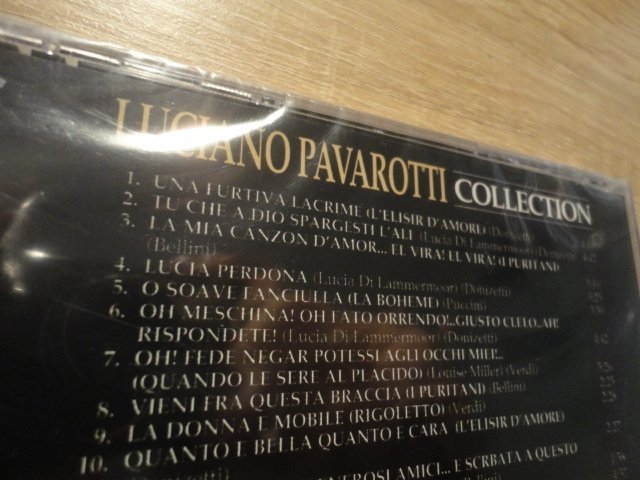 LUCIANO PAVAROTTI COLLECTION
1. UNA FURTIVA LACRIME (L'ELISIR D'AMORE) (Donizetti)
2. TU CHE A DIO SPARGESTI L'ALI (Lucia Di Lammermoor) (Donizetti)
3. LA MIA CANZON D'AMOR... EL VIRA! EL VIRA! (I PURITANI)
(Bellini)
4. LUCIA PERDONA (Lucia Di Lammermoor) (Donizetti)
5. O SOAVE FANCIULLA (LA BOHEME) (Puccini)
6. OH MESCHINA! OH FATO ORRENDO!..GIUSTO CIELO..AH!
RISPONDETE! (Lucia Di Lammermoor) (Donizetti)
7. OH! FEDE NEGAR POTESSI AGLI OCCHI MIEI!...
(QUANDO LE SERE AL PLACIDO) (Louise Miller) (Verdi)
8. VIENI FRA QUESTA BRACCIA (I PURITANI) (Bellini)
9. LA DONNA E MOBILE (RIGOLETTO) (Verdi)
10. QUANTO E BELLA QUANTO E CARA (L'ELISIR D'AMORE)
AMICI... E SCRBATA A QUESTO